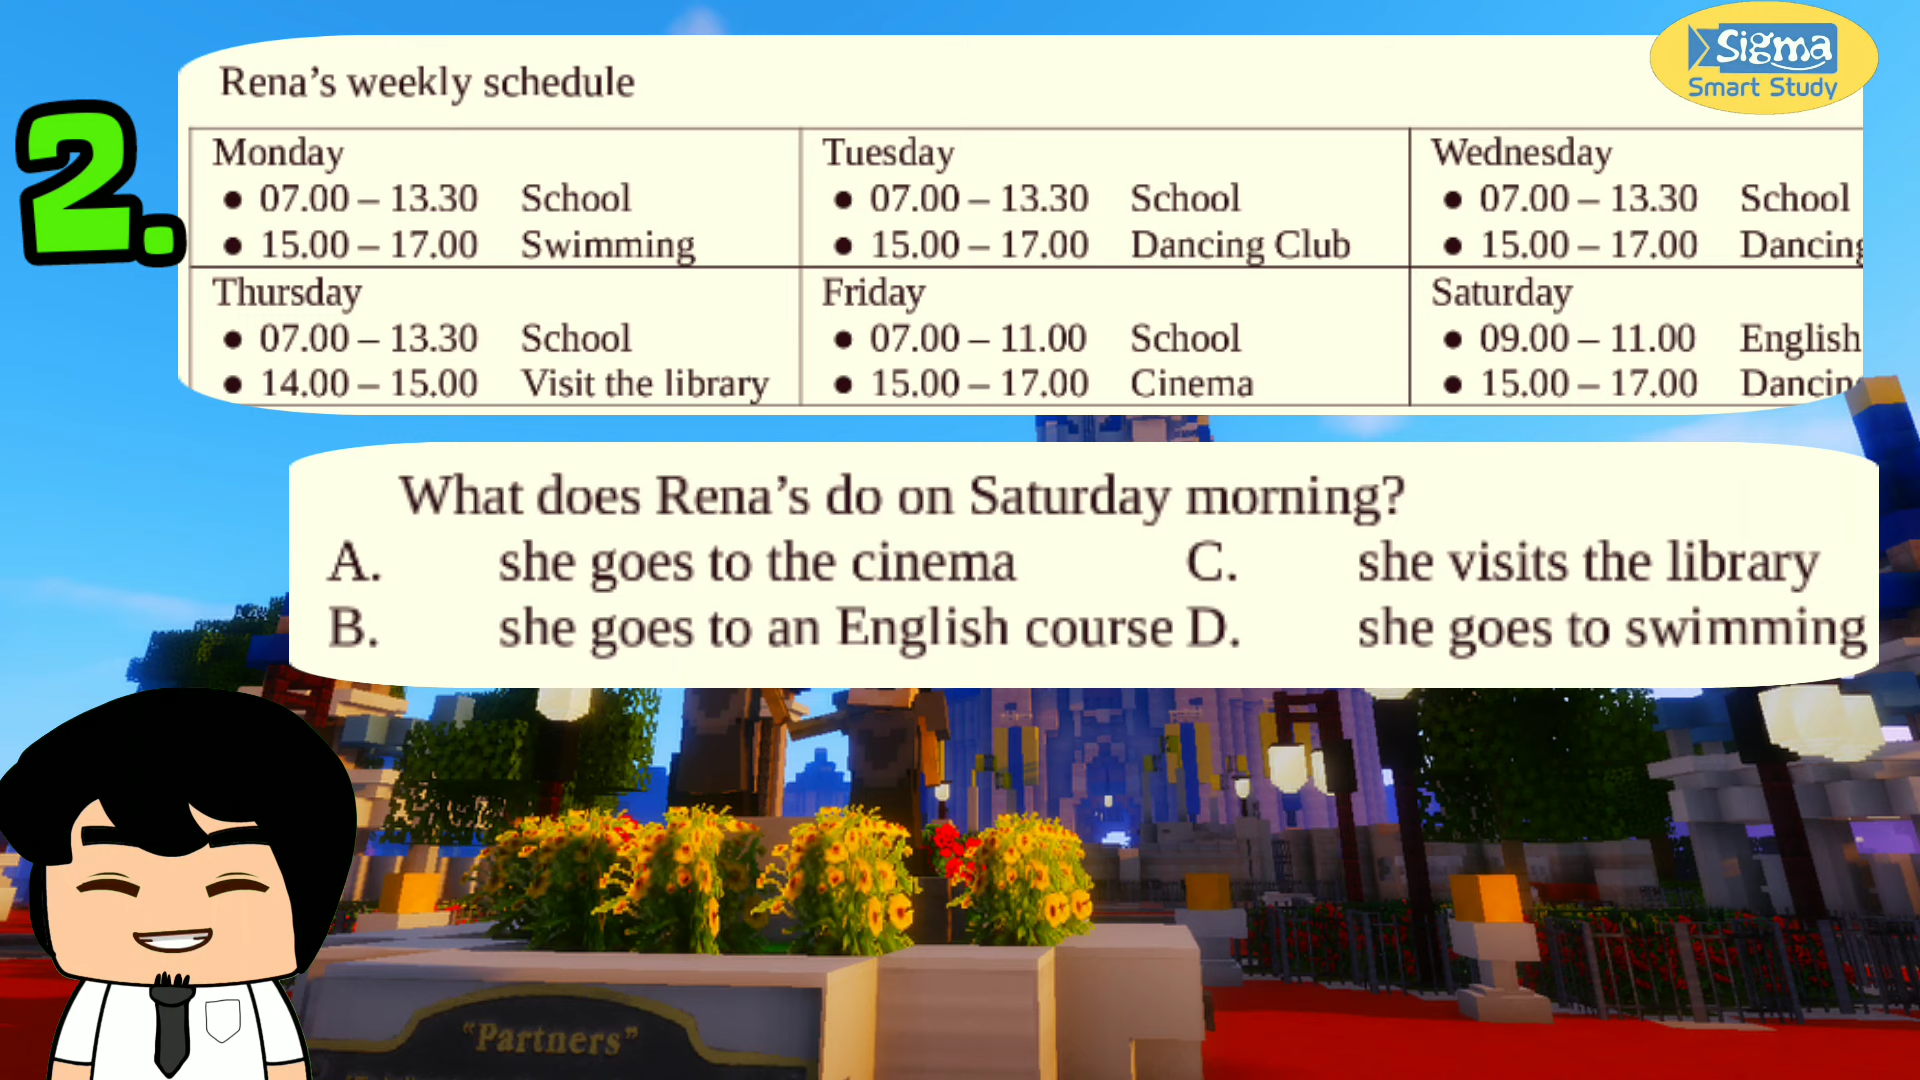 Sigma
Smart Study
2.
Rena’s weekly schedule
Monday
• 07.00 – 13.30 School
• 15.00 – 17.00 Swimming
Tuesday
• 07.00 – 13.30 School
• 15.00 – 17.00 Dancing Club
Wednesday
• 07.00 – 13.30 School
• 15.00 – 17.00 Dancing
Thursday
• 07.00 – 13.30 School
• 14.00 – 15.00 Visit the library
Friday
• 07.00 – 11.00 School
• 15.00 – 17.00 Cinema
Saturday
• 09.00 – 11.00 English
• 15.00 – 17.00 Dancing
What does Rena’s do on Saturday morning?
A. she goes to the cinema
B. she goes to an English course
C. she visits the library
D. she goes to swimming
“Partners”